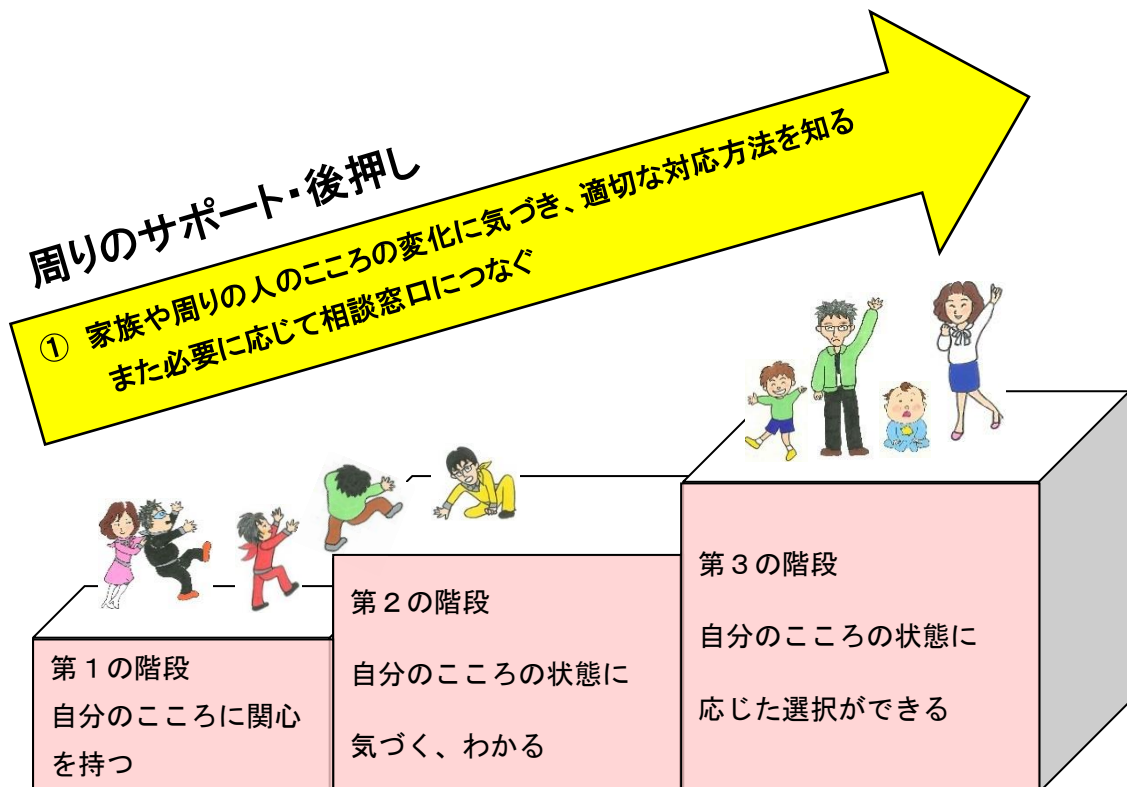 周りのサポート・後押し
① 家族や周りの人のこころの変化に気づき、適切な対応方法を知る
また必要に応じて相談窓口につなぐ
第１の階段
自分のこころに関心
を持つ
第２の階段
自分のこころの状態に
気づく、わかる
第３の階段
自分のこころの状態に
応じた選択ができる